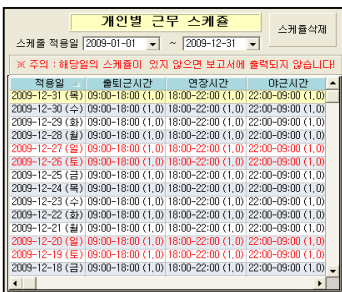 개인별 근무 스케쥴
스케쥴삭제
스케쥴 적용일 2009-01-01 ~ 2009-12-31
※ 주의 : 해당일의 스케쥴이 있지 않으면 보고서에 출력되지 않습니다!
적용일 출퇴근시간 연장시간 야근시간
2009-12-31 (목) 09:00-18:00 (1,0) 18:00-22:00 (1,0) 22:00-09:00 (1,0)
2009-12-30 (수) 09:00-18:00 (1,0) 18:00-22:00 (1,0) 22:00-09:00 (1,0)
2009-12-29 (화) 09:00-18:00 (1,0) 18:00-22:00 (1,0) 22:00-09:00 (1,0)
2009-12-28 (월) 09:00-18:00 (1,0) 18:00-22:00 (1,0) 22:00-09:00 (1,0)
2009-12-27 (일) 09:00-18:00 (1,0) 18:00-22:00 (1,0) 22:00-09:00 (1,0)
2009-12-26 (토) 09:00-18:00 (1,0) 18:00-22:00 (1,0) 22:00-09:00 (1,0)
2009-12-25 (금) 09:00-18:00 (1,0) 18:00-22:00 (1,0) 22:00-09:00 (1,0)
2009-12-24 (목) 09:00-18:00 (1,0) 18:00-22:00 (1,0) 22:00-09:00 (1,0)
2009-12-23 (수) 09:00-18:00 (1,0) 18:00-22:00 (1,0) 22:00-09:00 (1,0)
2009-12-22 (화) 09:00-18:00 (1,0) 18:00-22:00 (1,0) 22:00-09:00 (1,0)
2009-12-21 (월) 09:00-18:00 (1,0) 18:00-22:00 (1,0) 22:00-09:00 (1,0)
2009-12-20 (일) 09:00-18:00 (1,0) 18:00-22:00 (1,0) 22:00-09:00 (1,0)
2009-12-19 (토) 09:00-18:00 (1,0) 18:00-22:00 (1,0) 22:00-09:00 (1,0)
2009-12-18 (금) 09:00-18:00 (1,0) 18:00-22:00 (1,0) 22:00-09:00 (1,0)